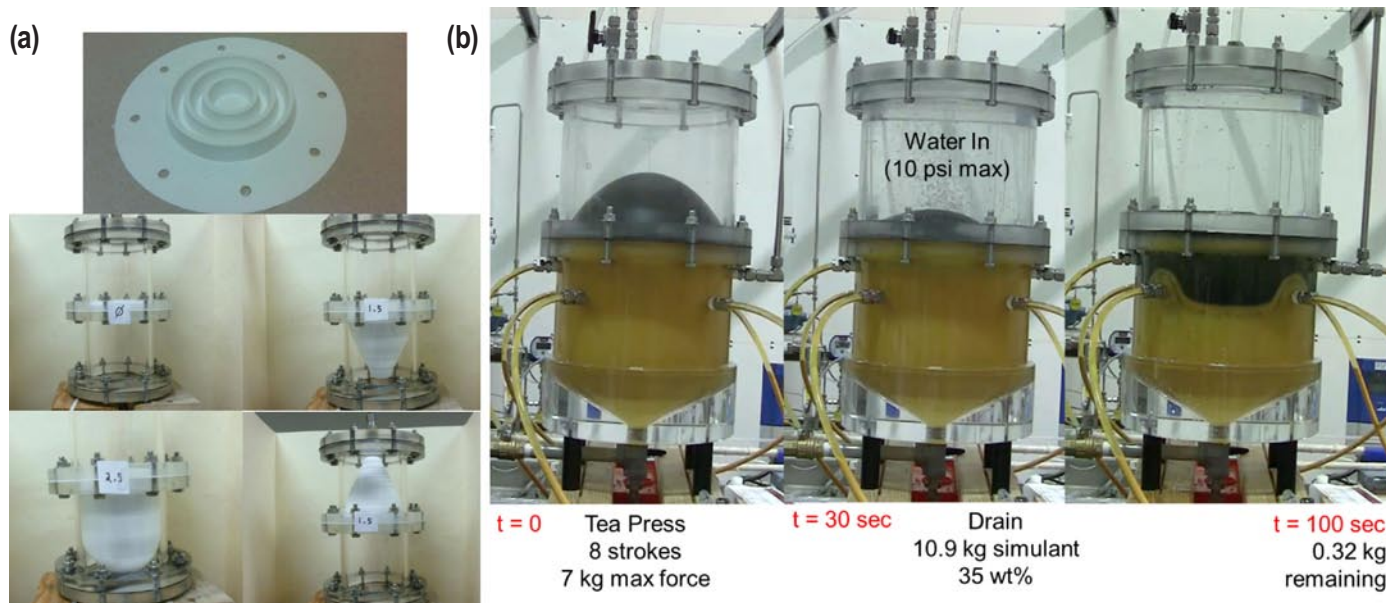 (a)
(b)
Water In
(10 psi max)
Ø
1.5
2.5
1.5
t = 0
Tea Press
8 strokes
7 kg max force
t = 30 sec
Drain
10.9 kg simulant
35 wt%
t = 100 sec
0.32 kg
remaining